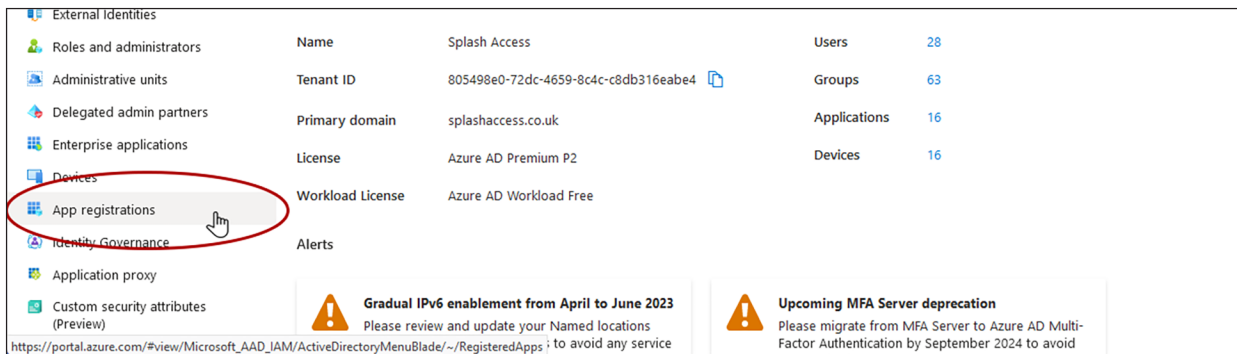 External Identities
Roles and administrators
Administrative units
Delegated admin partners
Enterprise applications
Devices
App registrations
Identity Governance
Application proxy
Custom security attributes
(Preview)
Name Splash Access Users 28
Tenant ID 805498e0-72dc-4659-8c4c-c8db316eabe4 Groups 63
Primary domain splashaccess.co.uk Applications 16
License Azure AD Premium P2 Devices 16
Workload License Azure AD Workload Free
Alerts
Gradual IPv6 enablement from April to June 2023
Please review and update your Named locations
to avoid any service
Upcoming MFA Server deprecation
Please migrate from MFA Server to Azure AD Multi-
Factor Authentication by September 2024 to avoid
https://portal.azure.com/#view/Microsoft_AAD_IAM/ActiveDirectoryMenuBlade/~/RegisteredApps